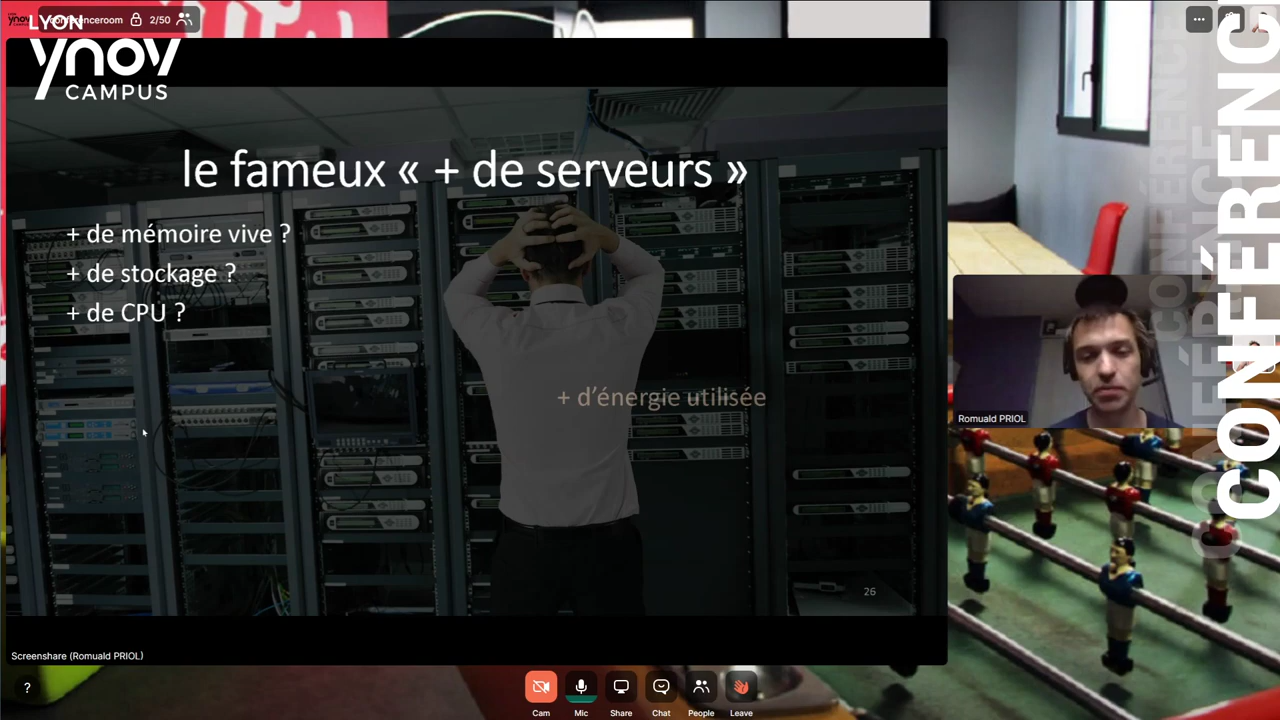 LYON
conferenceroom
2/50
ynov
CAMPUS
le fameux « + de serveurs »
+ de mémoire vive ?
+ de stockage ?
+ de CPU ?
+ d’énergie utilisée
26
Romuald PRIOL
CONFÉRENC
CONFÉRENCE
Screenshare (Romuald PRIOL)
?
Cam
Mic
Share
Chat
People
Leave